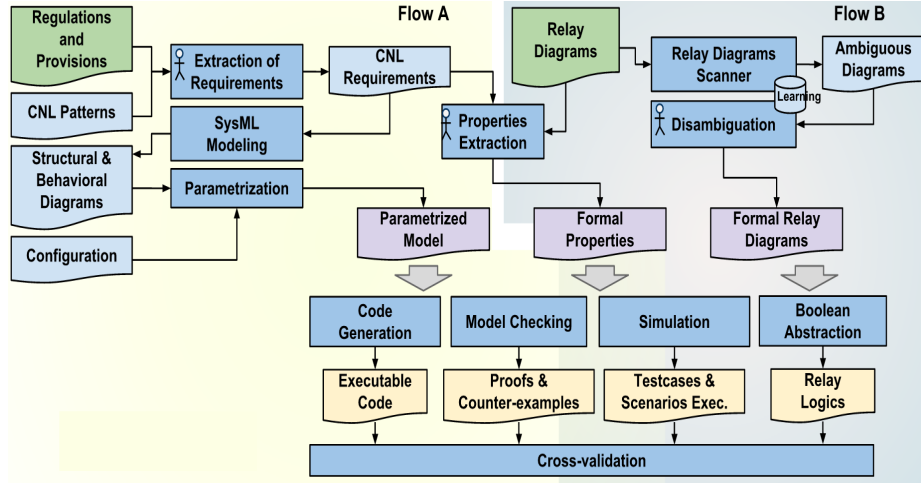 Flow A
Flow B
Regulations
and
Provisions
CNL Patterns
Extraction of
Requirements
CNL
Requirements
SysML
Modeling
Structural &
Behavioral
Diagrams
Parametrization
Configuration
Properties
Extraction
Relay
Diagrams
Relay Diagrams
Scanner
Ambiguous
Diagrams
Learning
Disambiguation
Parametrized
Model
Formal
Properties
Formal Relay
Diagrams
Code
Generation
Model Checking
Simulation
Boolean
Abstraction
Executable
Code
Proofs &
Counter-examples
Testcases &
Scenarios Exec.
Relay
Logics
Cross-validation